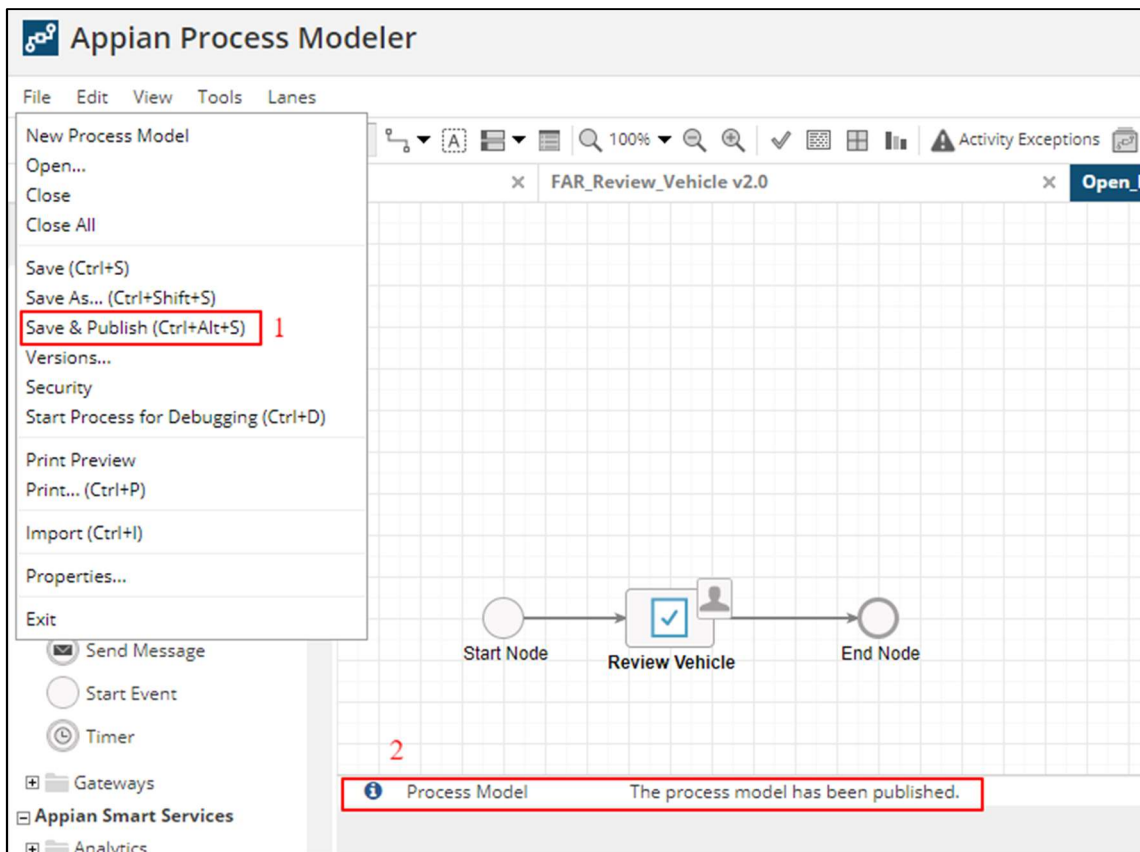 Appian Process Modeler
File Edit View Tools Lanes
New Process Model
Open...
Close
Close All
Save (Ctrl+S)
Save As... (Ctrl+Shift+S)
Save & Publish (Ctrl+Alt+S) 1
Versions...
Security
Start Process for Debugging (Ctrl+D)
Print Preview
Print... (Ctrl+P)
Import (Ctrl+I)
Properties...
Exit
A 100% Activity Exceptions
FAR_Review_Vehicle v2.0 Open_
Start Node Review Vehicle End Node
Send Message
Start Event
Timer
Gateways
Appian Smart Services
Analytics
2
Process Model The process model has been published.